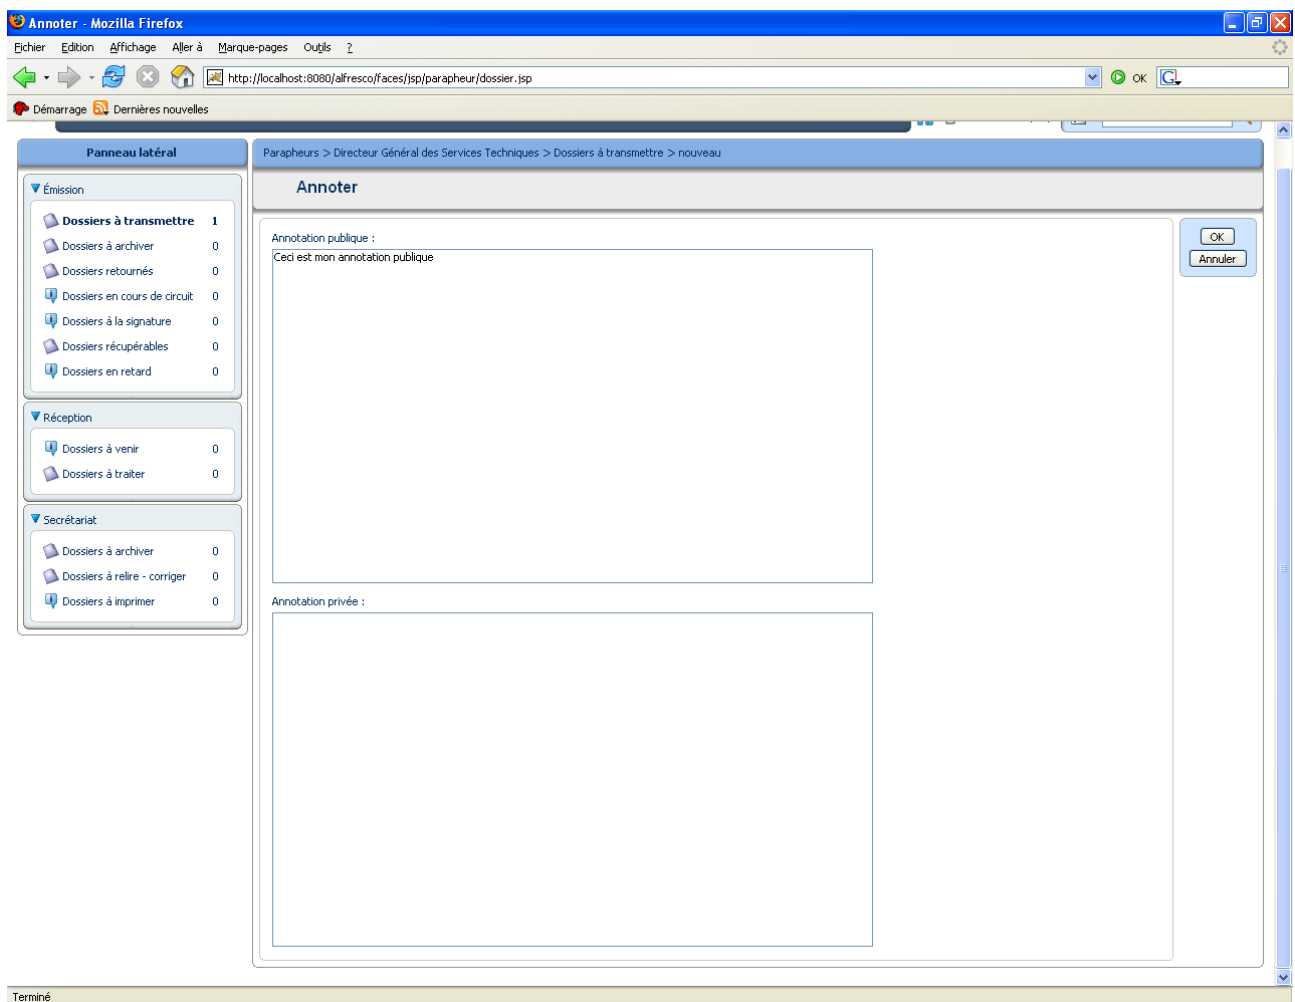 Annoter - Mozilla Firefox
Fichier Edition Affichage Aller à Marque-pages Outils ?
http://localhost:8080/alfresco/faces/jsp/parapheur/dossier.jsp OK G
Démarrage Dernières nouvelles
Panneau latéral
Parapheurs > Directeur Général des Services Techniques > Dossiers à transmettre > nouveau
Émission
Dossiers à transmettre 1
Dossiers à archiver 0
Dossiers retournés 0
Dossiers en cours de circuit 0
Dossiers à la signature 0
Dossiers récupérables 0
Dossiers en retard 0
Réception
Dossiers à venir 0
Dossiers à traiter 0
Secrétariat
Dossiers à archiver 0
Dossiers à relire - corriger 0
Dossiers à imprimer 0
Annoter
Annotation publique :
Ceci est mon annotation publique
Annotation privée :
OK
Annuler
Terminé